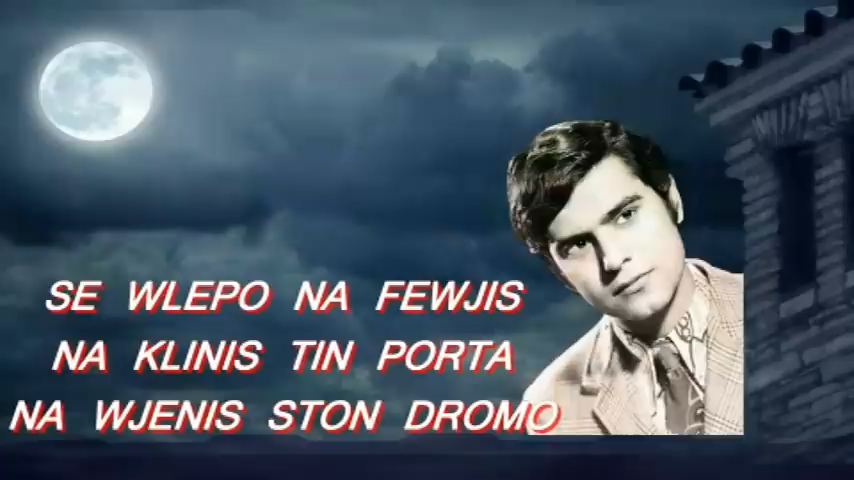 SE WLEPO NA FEWJIS
NA KLINIS TIN PORTA
NA WJENIS STON DROMO